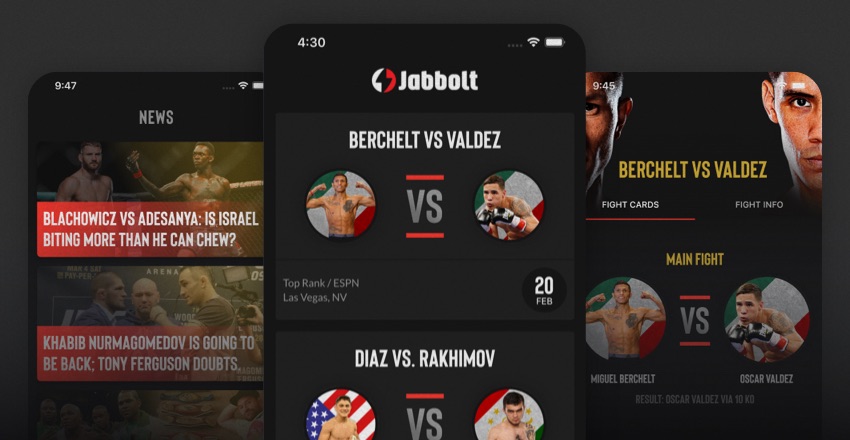 9:47
NEWS
BLACHOWICZ VS ADESANYA: IS ISRAEL
BITING MORE THAN HE CAN CHEW?
KHABIB NURMAGOMEDOV IS GOING TO
BE BACK; TONY FERGUSON DOUBTS.
4:30
Jabbolt
BERCHELT VS VALDEZ
VS
Top Rank / ESPN
Las Vegas, NV
20
FEB
DIAZ VS. RAKHIMOV
VS
9:45
BERCHELT VS VALDEZ
FIGHT CARDS
FIGHT INFO
MAIN FIGHT
VS
MIGUEL BERCHELT
OSCAR VALDEZ
RESULT: OSCAR VALDEZ VIA 10 KO